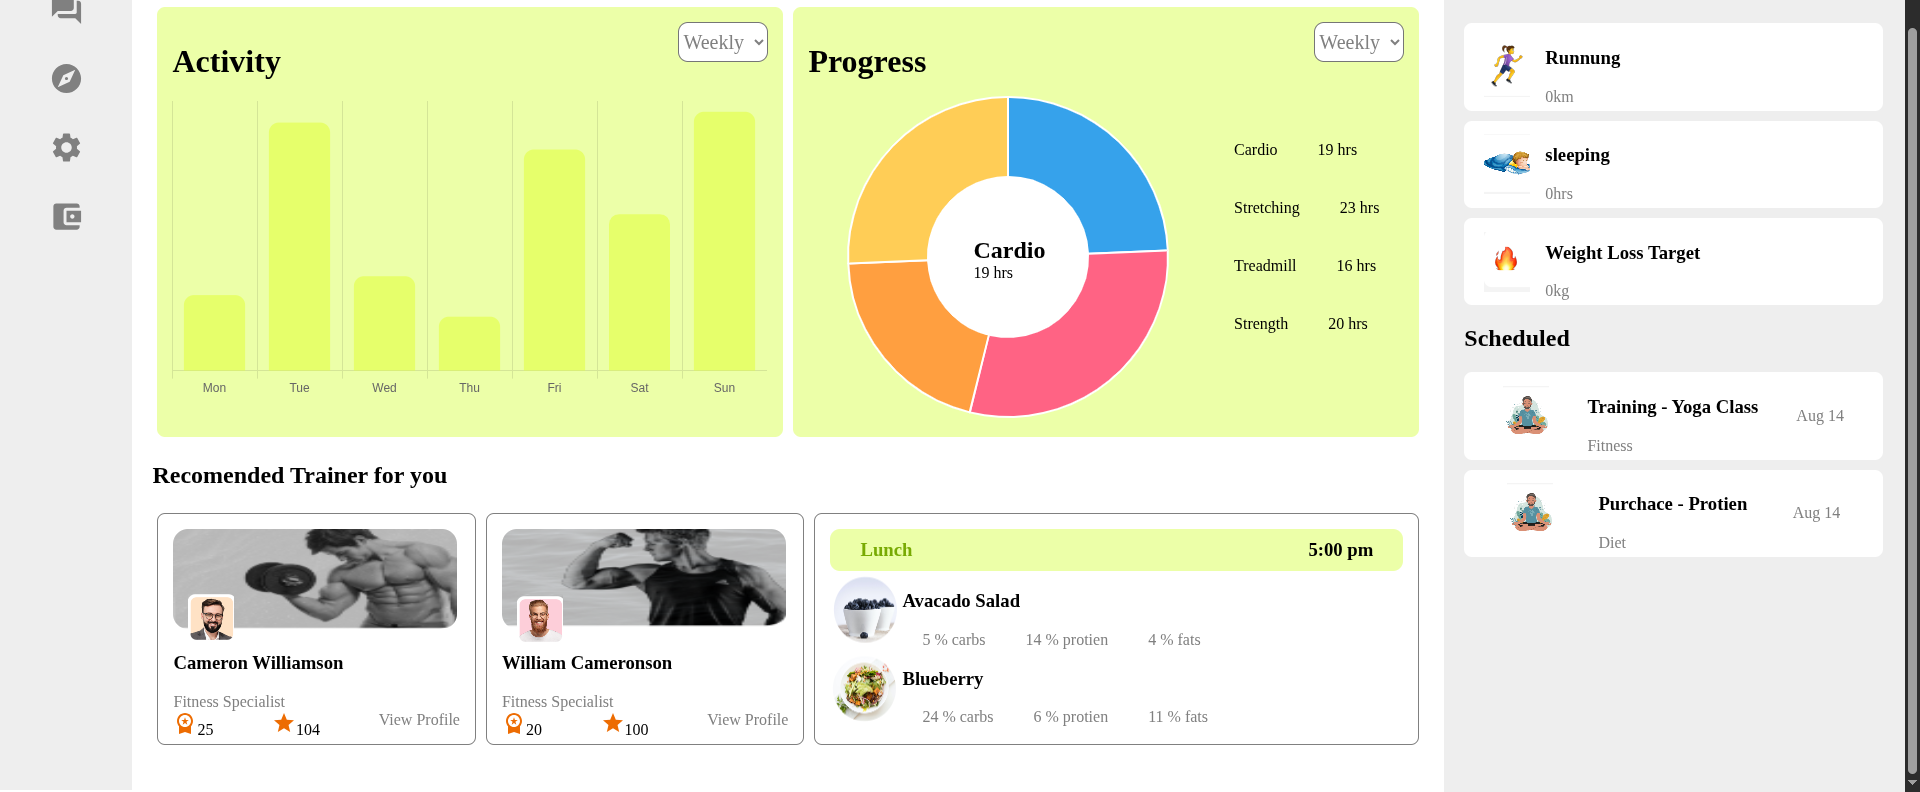 Activity
Weekly
Mon Tue Wed Thu Fri Sat Sun
Progress
Weekly
Cardio
19 hrs
Cardio 19 hrs
Stretching 23 hrs
Treadmill 16 hrs
Strength 20 hrs
Recomended Trainer for you
Cameron Williamson
Fitness Specialist
25 104 View Profile
William Cameronson
Fitness Specialist
20 100 View Profile
Lunch 5:00 pm
Avacado Salad
5 % carbs 14 % protien 4 % fats
Blueberry
24 % carbs 6 % protien 11 % fats
Runnung
0km
sleeping
0hrs
Weight Loss Target
0kg
Scheduled
Training - Yoga Class
Aug 14
Fitness
Purchace - Protien
Aug 14
Diet